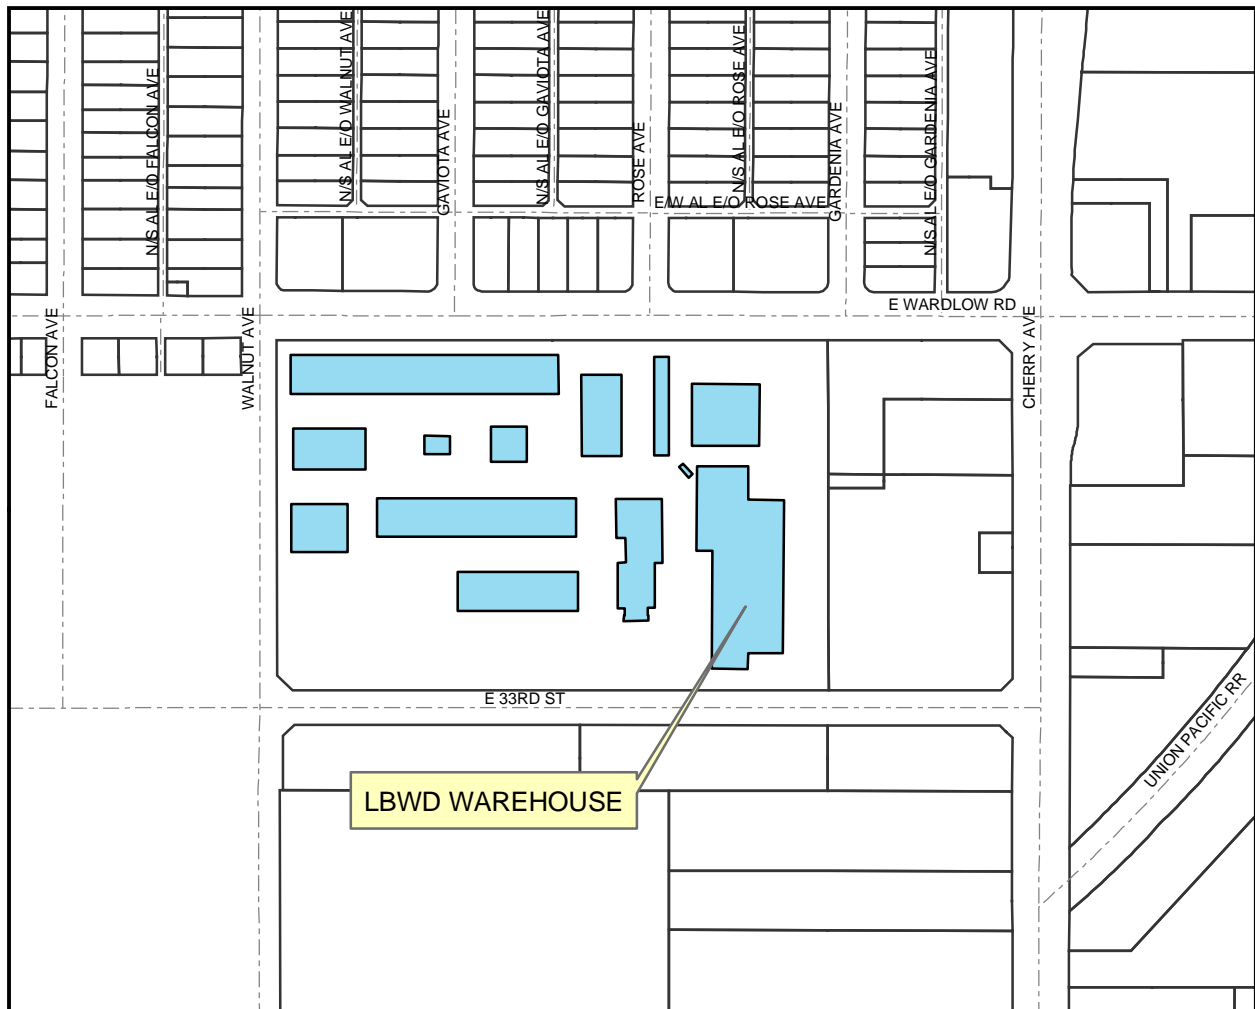 N/S AL E/O FALCON AVE
N/S AL E/O WALNUT AVE
GAVIOTA AVE
N/S AL E/O GAVIOTA AVE
ROSE AVE
N/S AL E/O ROSE AVE
E/W AL E/O ROSE AVE
GARDENIA AVE
N/S AL E/O GARDENIA AVE
E WARDLOW RD
FALCON AVE
WALNUT AVE
CHERRY AVE
E 33RD ST
UNION PACIFIC RR
LBWD WAREHOUSE